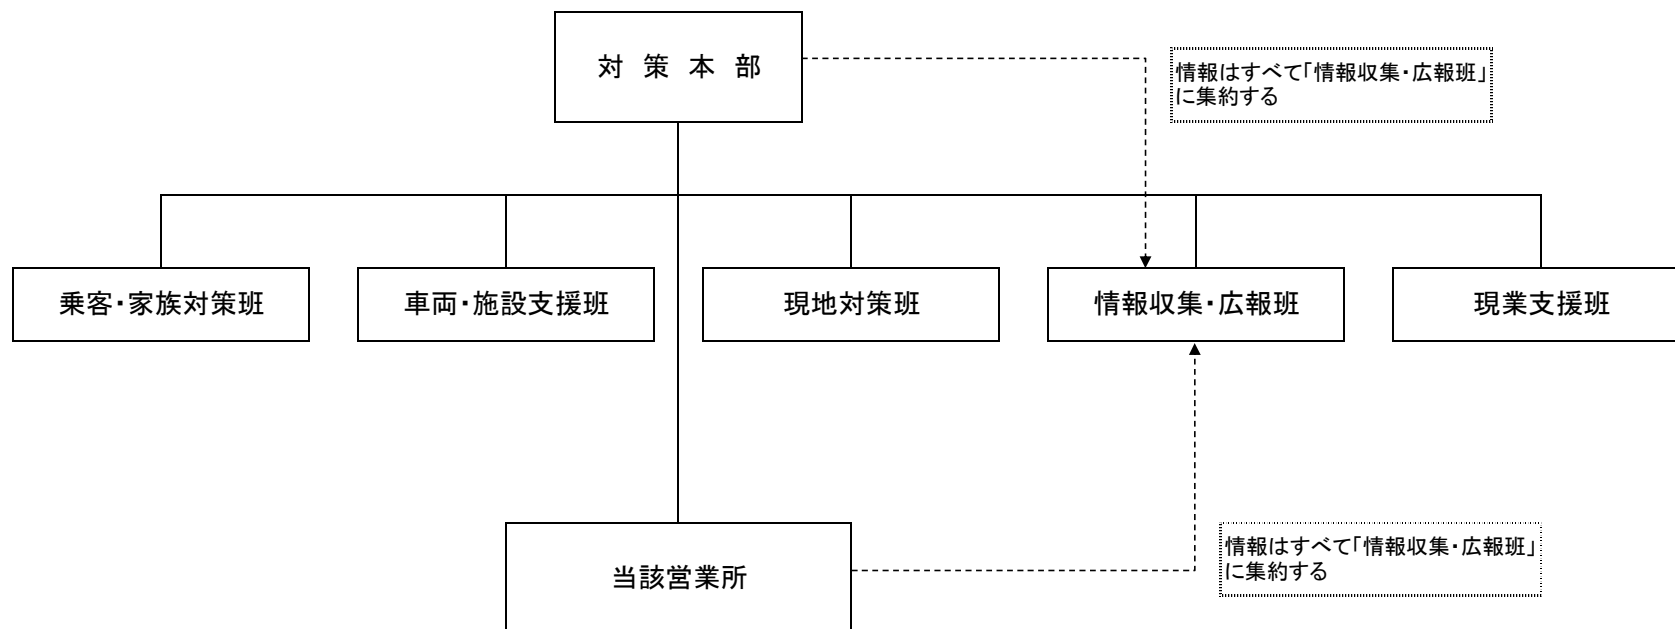 対 策 本 部
情報はすべて「情報収集・広報班」
に集約する
乗客・家族対策班
車両・施設支援班
現地対策班
情報収集・広報班
現業支援班
当該営業所
情報はすべて「情報収集・広報班」
に集約する